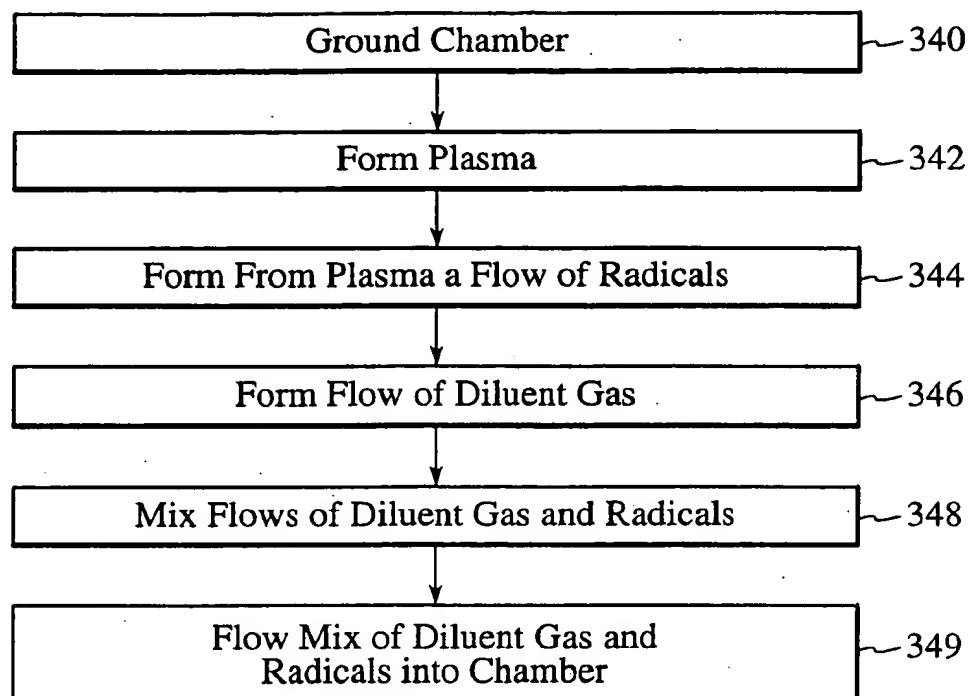 Ground Chamber 340
Form Plasma 342
Form From Plasma a Flow of Radicals 344
Form Flow of Diluent Gas 346
Mix Flows of Diluent Gas and Radicals 348
Flow Mix of Diluent Gas and
Radicals into Chamber 349